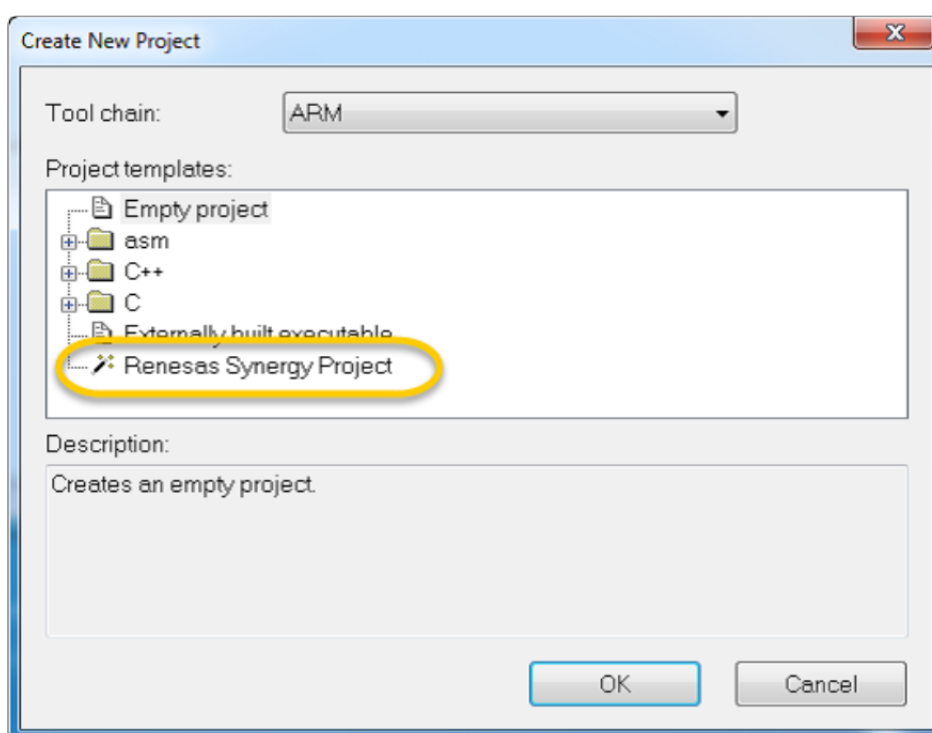 Create New Project
Tool chain: ARM
Project templates:
Empty project
asm
C++
C
Externally built executable
Renesas Synergy Project
Description:
Creates an empty project.
OK Cancel